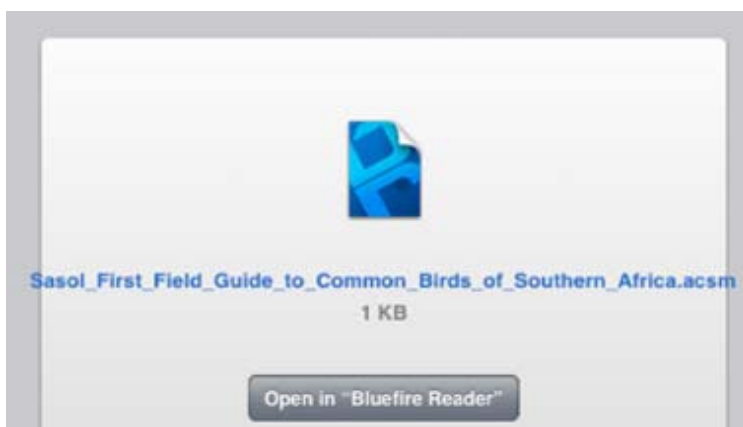 Sasol_First_Field_Guide_to_Common_Birds_of_Southern_Africa.acsm
1 KB
Open in "Bluefire Reader"